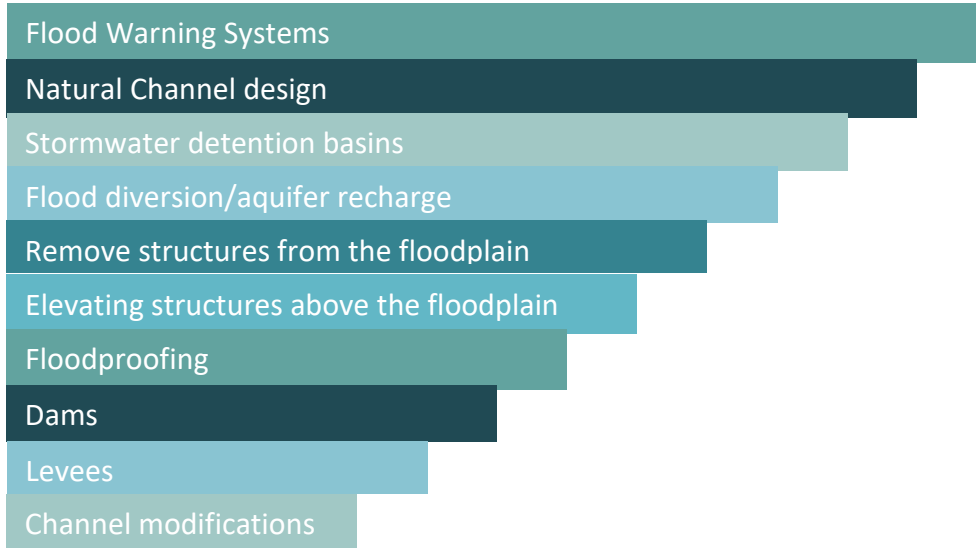 Flood Warning Systems
Natural Channel design
Stormwater detention basins
Flood diversion/aquifer recharge
Remove structures from the floodplain
Elevating structures above the floodplain
Floodproofing
Dams
Levees
Channel modifications